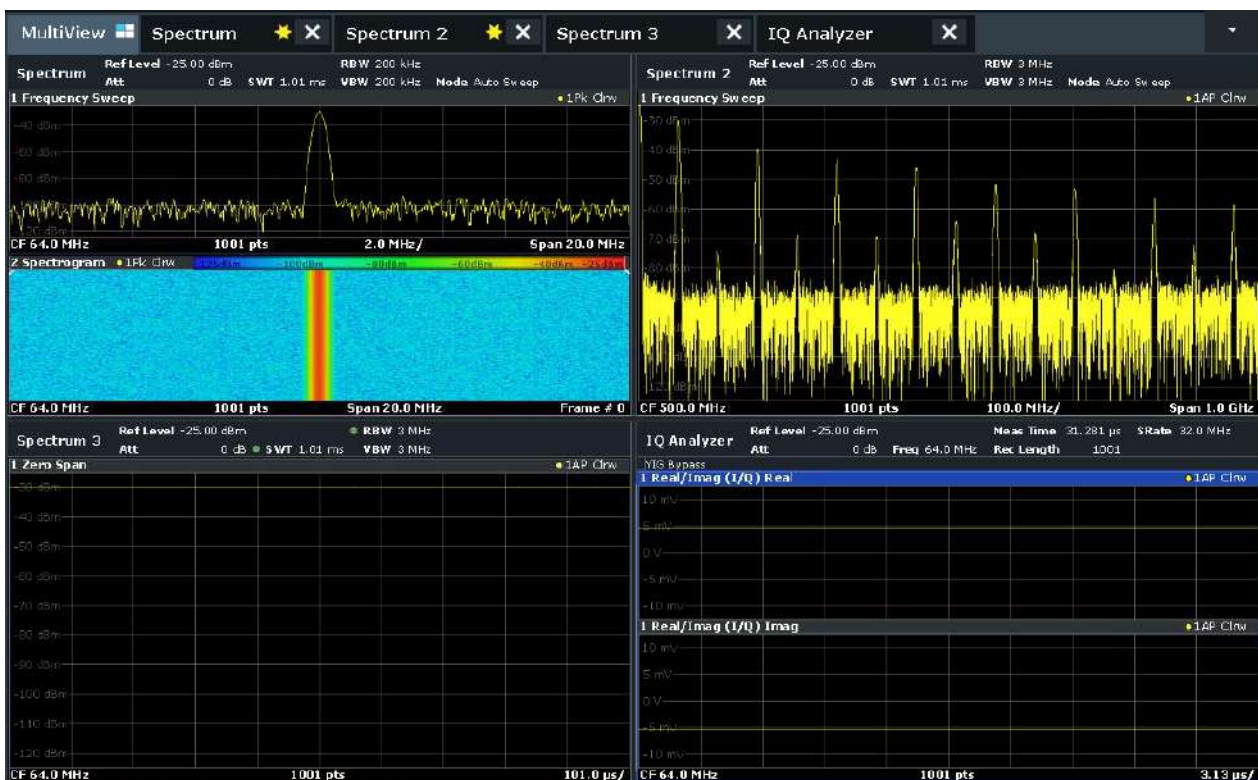 MultiView Spectrum Spectrum 2 Spectrum 3 IQ Analyzer
Spectrum
Ref Level -25.00 dBm RBW 200 kHz
Att 0 dB SWT 1.01 ms VBW 200 kHz Mode Auto Sweep
1 Frequency Sweep 1Pk Clrw
-40 dBm
-60 dBm
-80 dBm
-120 dBm
CF 64.0 MHz 1001 pts 2.0 MHz/ Span 20.0 MHz
2 Spectrogram 1Pk Clrw -125dBm -100dBm -80dBm -60dBm -40dBm -25dBm
CF 64.0 MHz 1001 pts Span 20.0 MHz Frame # 0
Spectrum 2
Ref Level -25.00 dBm RBW 3 MHz
Att 0 dB SWT 1.01 ms VBW 3 MHz Mode Auto Sweep
1 Frequency Sweep 1AP Clrw
-30 dBm
-40 dBm
-50 dBm
-60 dBm
-70 dBm
-80 dBm
-120 dBm
CF 500.0 MHz 1001 pts 100.0 MHz/ Span 1.0 GHz
Spectrum 3
Ref Level -25.00 dBm RBW 3 MHz
Att 0 dB SWT 1.01 ms VBW 3 MHz
1 Zero Span 1AP Clrw
-30 dBm
-40 dBm
-50 dBm
-60 dBm
-70 dBm
-80 dBm
-90 dBm
-100 dBm
-110 dBm
-120 dBm
CF 64.0 MHz 1001 pts 101.0 µs/
IQ Analyzer
Ref Level -25.00 dBm Meas Time 31.281 µs SRate 32.0 MHz
Att 0 dB Freq 64.0 MHz Rec Length 1001
YIG Bypass
1 Real/Imag (I/Q) Real 1AP Clrw
10 mV
5 mV
0 V
-5 mV
-10 mV
1 Real/Imag (I/Q) Imag 1AP Clrw
10 mV
5 mV
0 V
-5 mV
-10 mV
CF 64.0 MHz 1001 pts 3.13 µs/